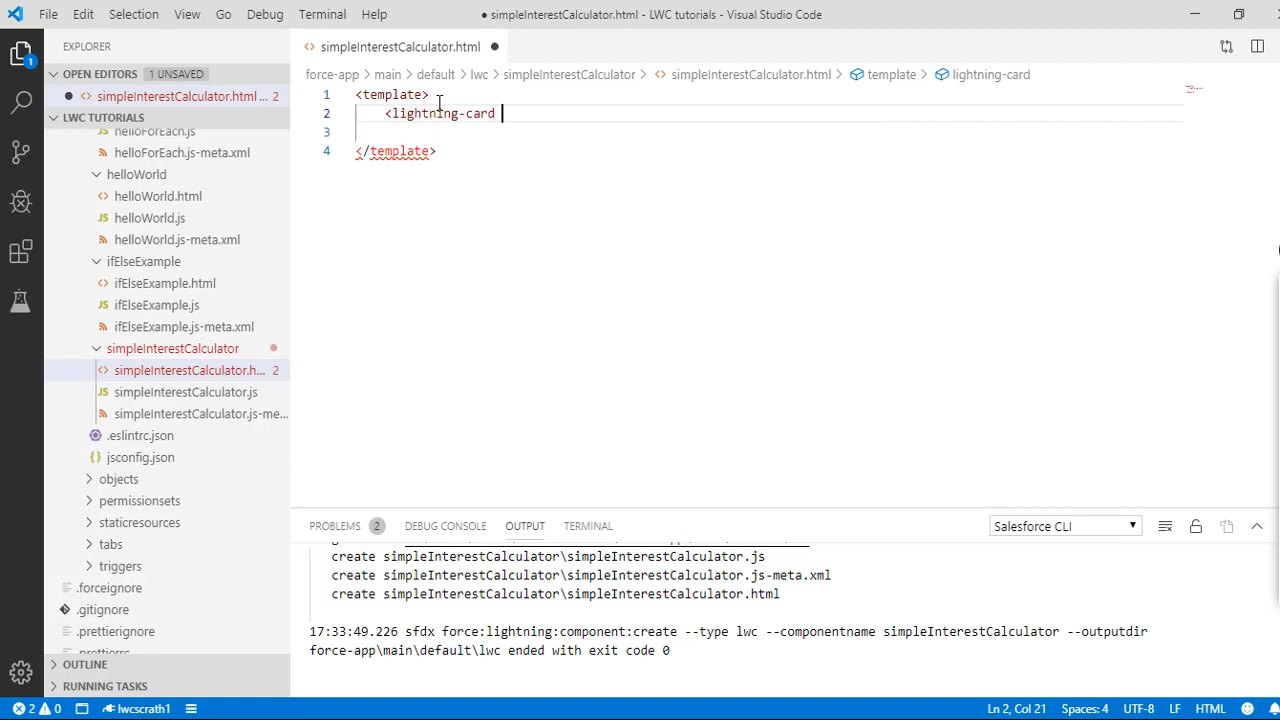 File Edit Selection View Go Debug Terminal Help
● simpleInterestCalculator.html - LWC tutorials - Visual Studio Code
EXPLORER
OPEN EDITORS 1 UNSAVED
simpleInterestCalculator.html ... 2
LWC TUTORIALS
helloForEach.js
helloForEach.js-meta.xml
helloWorld
helloWorld.html
helloWorld.js
helloWorld.js-meta.xml
ifElseExample
ifElseExample.html
ifElseExample.js
ifElseExample.js-meta.xml
simpleInterestCalculator
simpleInterestCalculator.h... 2
simpleInterestCalculator.js
simpleInterestCalculator.js-me...
.eslintrc.json
jsconfig.json
objects
permissionsets
staticresources
tabs
triggers
.forceignore
.gitignore
.prettierignore
.prettierrc
OUTLINE
RUNNING TASKS
simpleInterestCalculator.html
force-app > main > default > lwc > simpleInterestCalculator > simpleInterestCalculator.html > template > lightning-card
1 <template>
2 <lightning-card
3
4 </template>
PROBLEMS 2 DEBUG CONSOLE OUTPUT TERMINAL Salesforce CLI
create simpleInterestCalculator\simpleInterestCalculator.js
create simpleInterestCalculator\simpleInterestCalculator.js-meta.xml
create simpleInterestCalculator\simpleInterestCalculator.html
17:33:49.226 sfdx force:lightning:component:create --type lwc --componentname simpleInterestCalculator --outputdir
force-app\main\default\lwc ended with exit code 0
2 0 lwcscrath1 Ln 2, Col 21 Spaces: 4 UTF-8 LF HTML